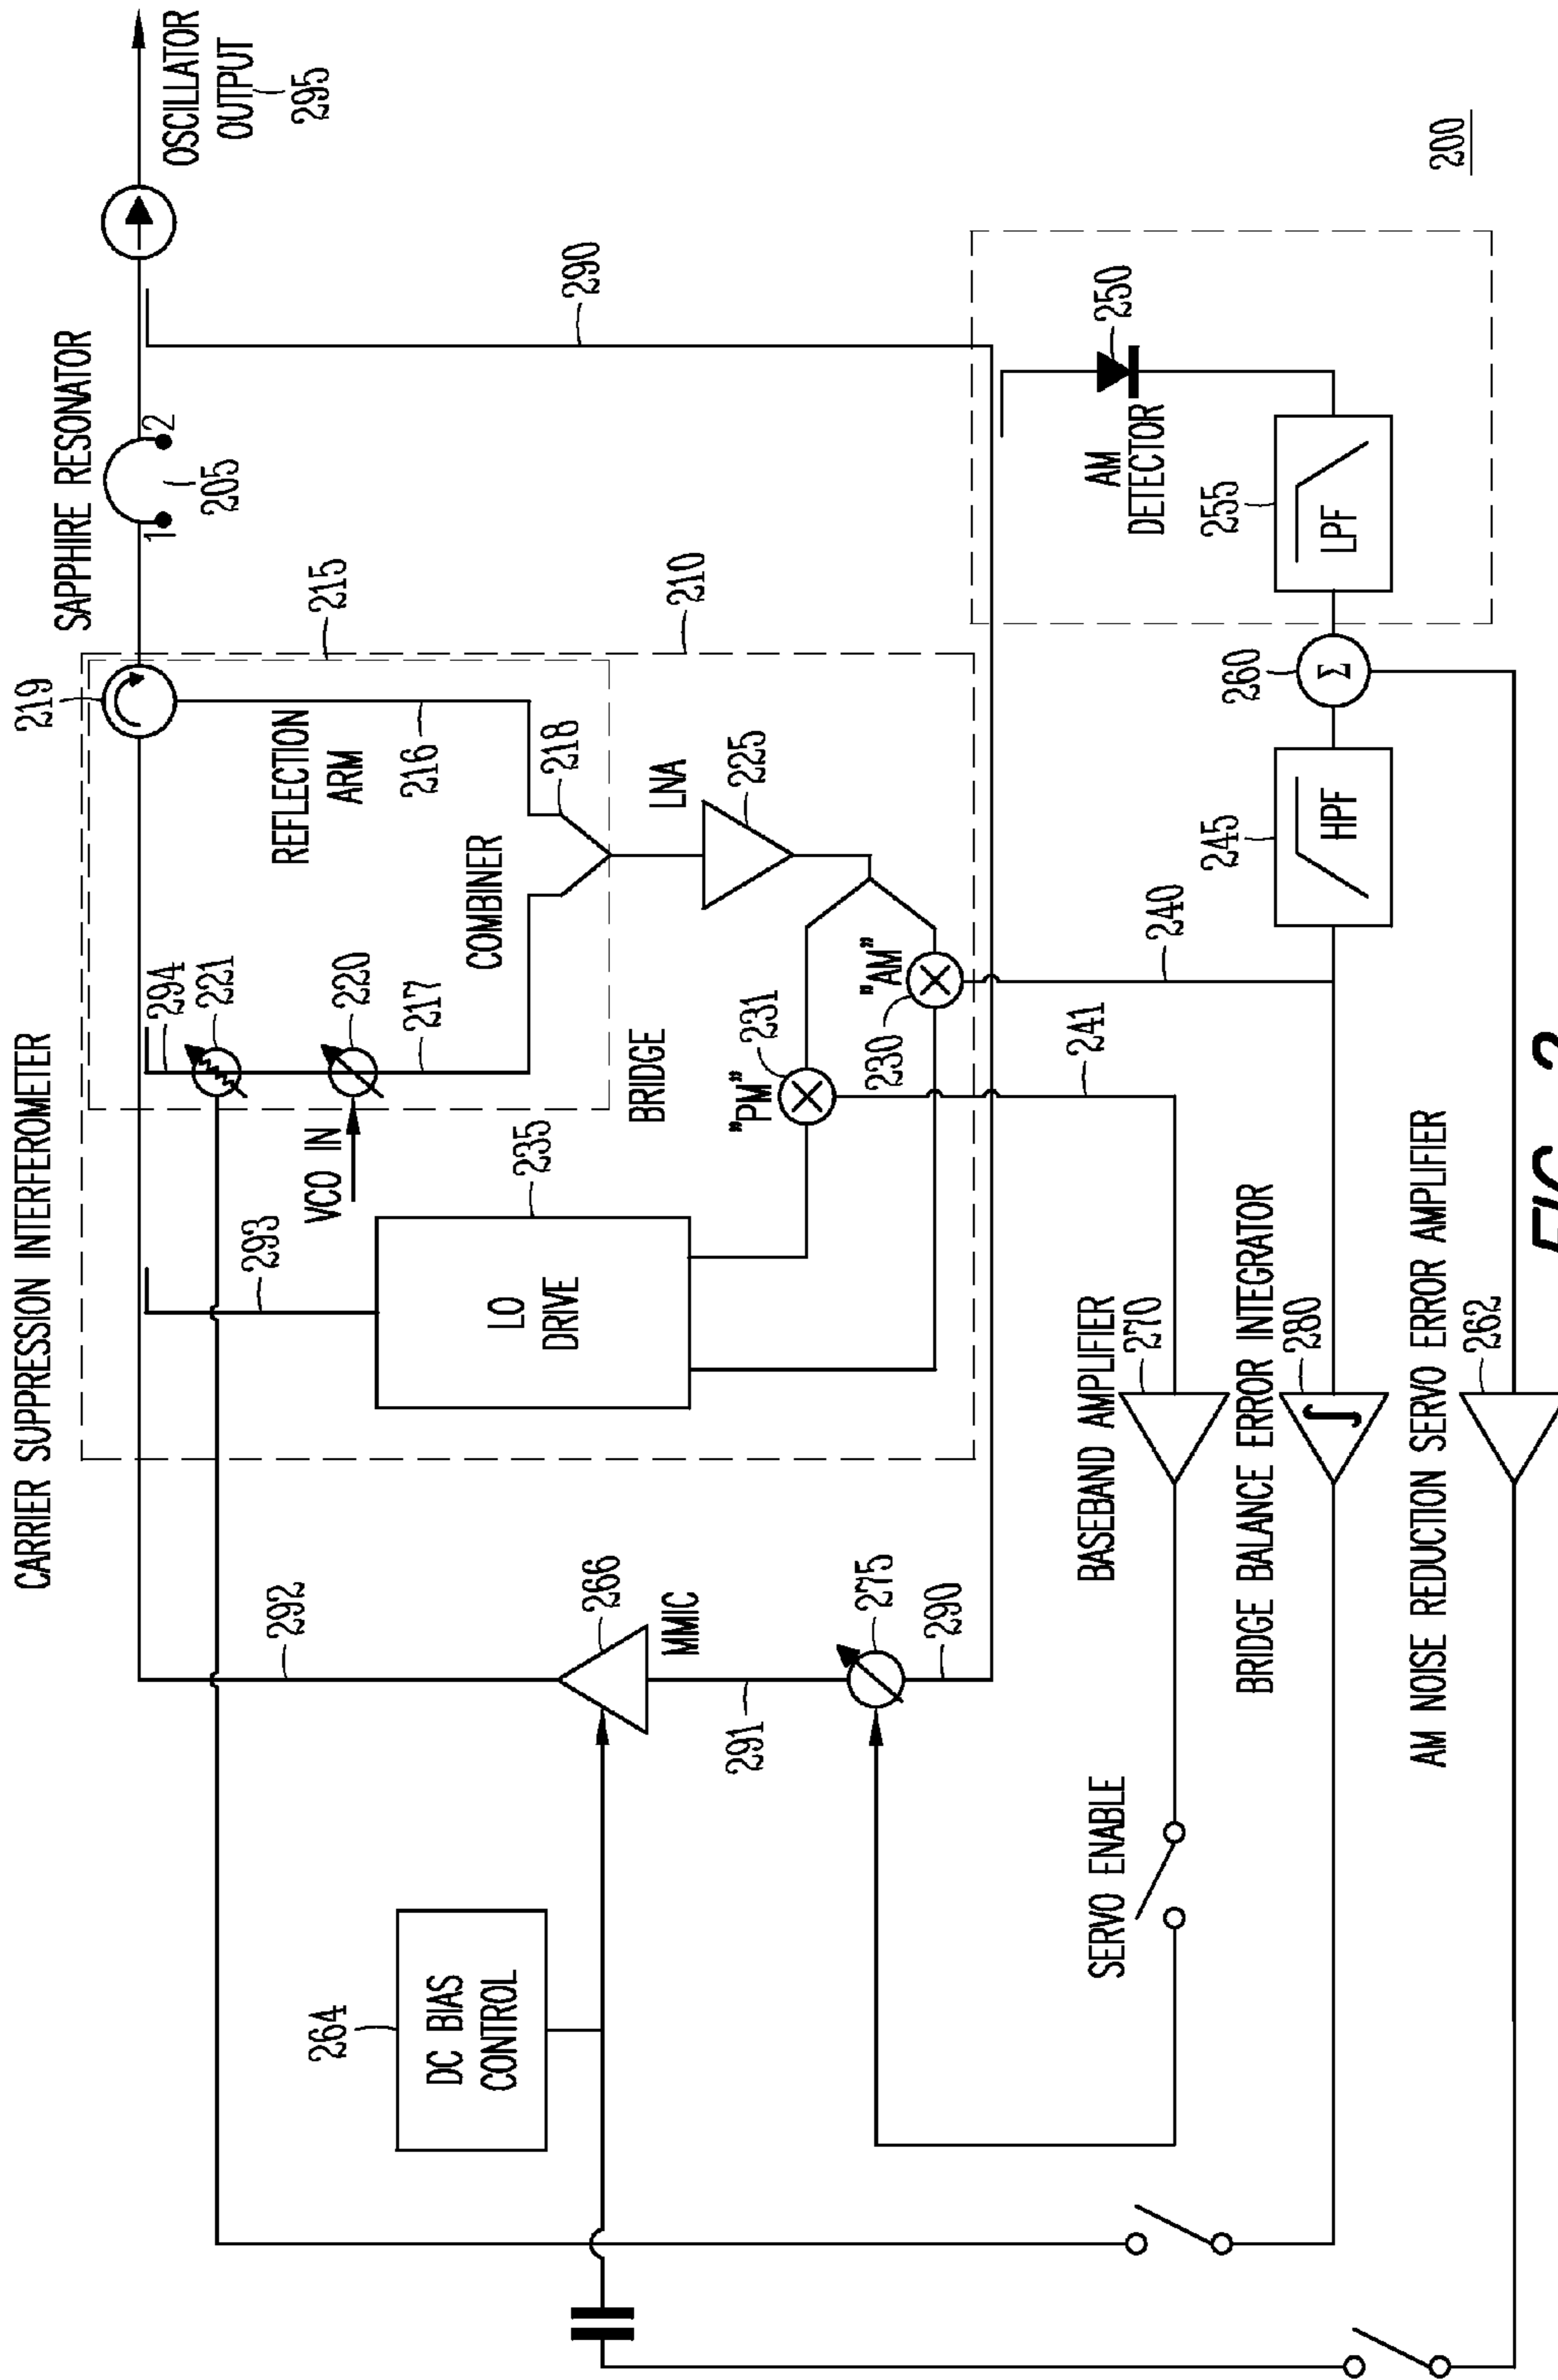 CARRIER SUPPRESSION INTERFEROMETER
219
SAPPHIRE RESONATOR
1
2
205
OSCILLATOR
OUTPUT
295
215
210
290
292
293
294
221
220
217
VCO IN
REFLECTION
ARM
216
COMBINER
218
LNA
225
BRIDGE
235
LO
DRIVE
"PM"
231
"AM"
230
264
DC BIAS
CONTROL
266
MMIC
291
275
290
241
240
AM
DETECTOR
250
255
LPF
260
Σ
245
HPF
SERVO ENABLE
BASEBAND AMPLIFIER
270
BRIDGE BALANCE ERROR INTEGRATOR
280
∫
AM NOISE REDUCTION SERVO ERROR AMPLIFIER
262
200